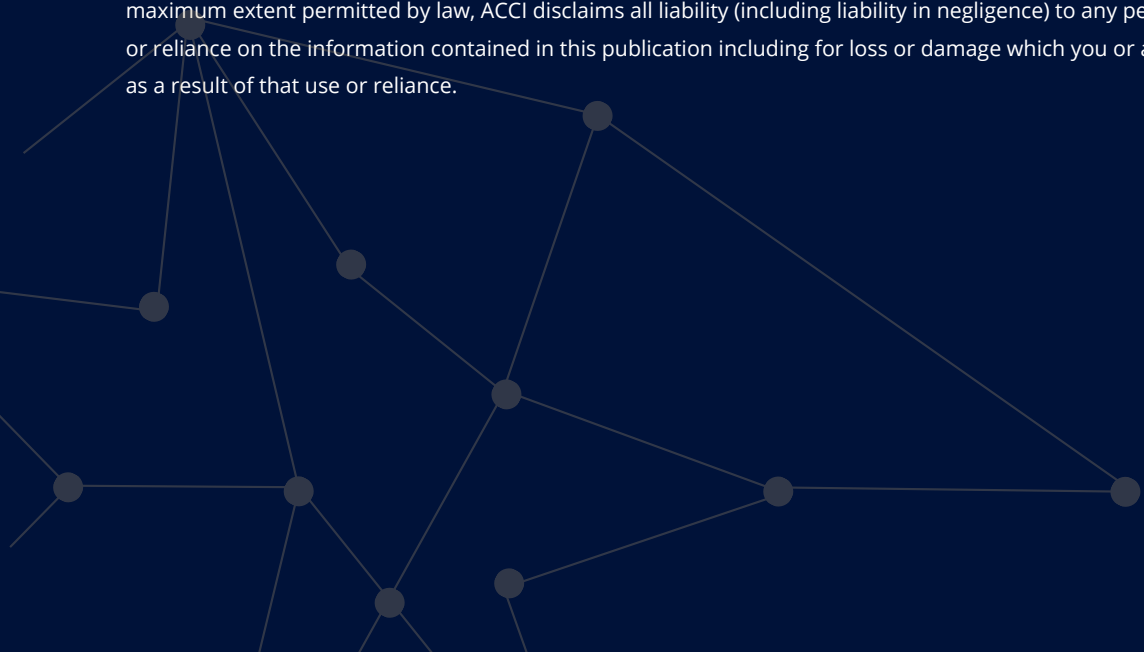 maximum extent permitted by law, ACCI disclaims all liability (including liability in negligence) to any
or reliance on the information contained in this publication including for loss or damage which you or
as a result of that use or reliance.